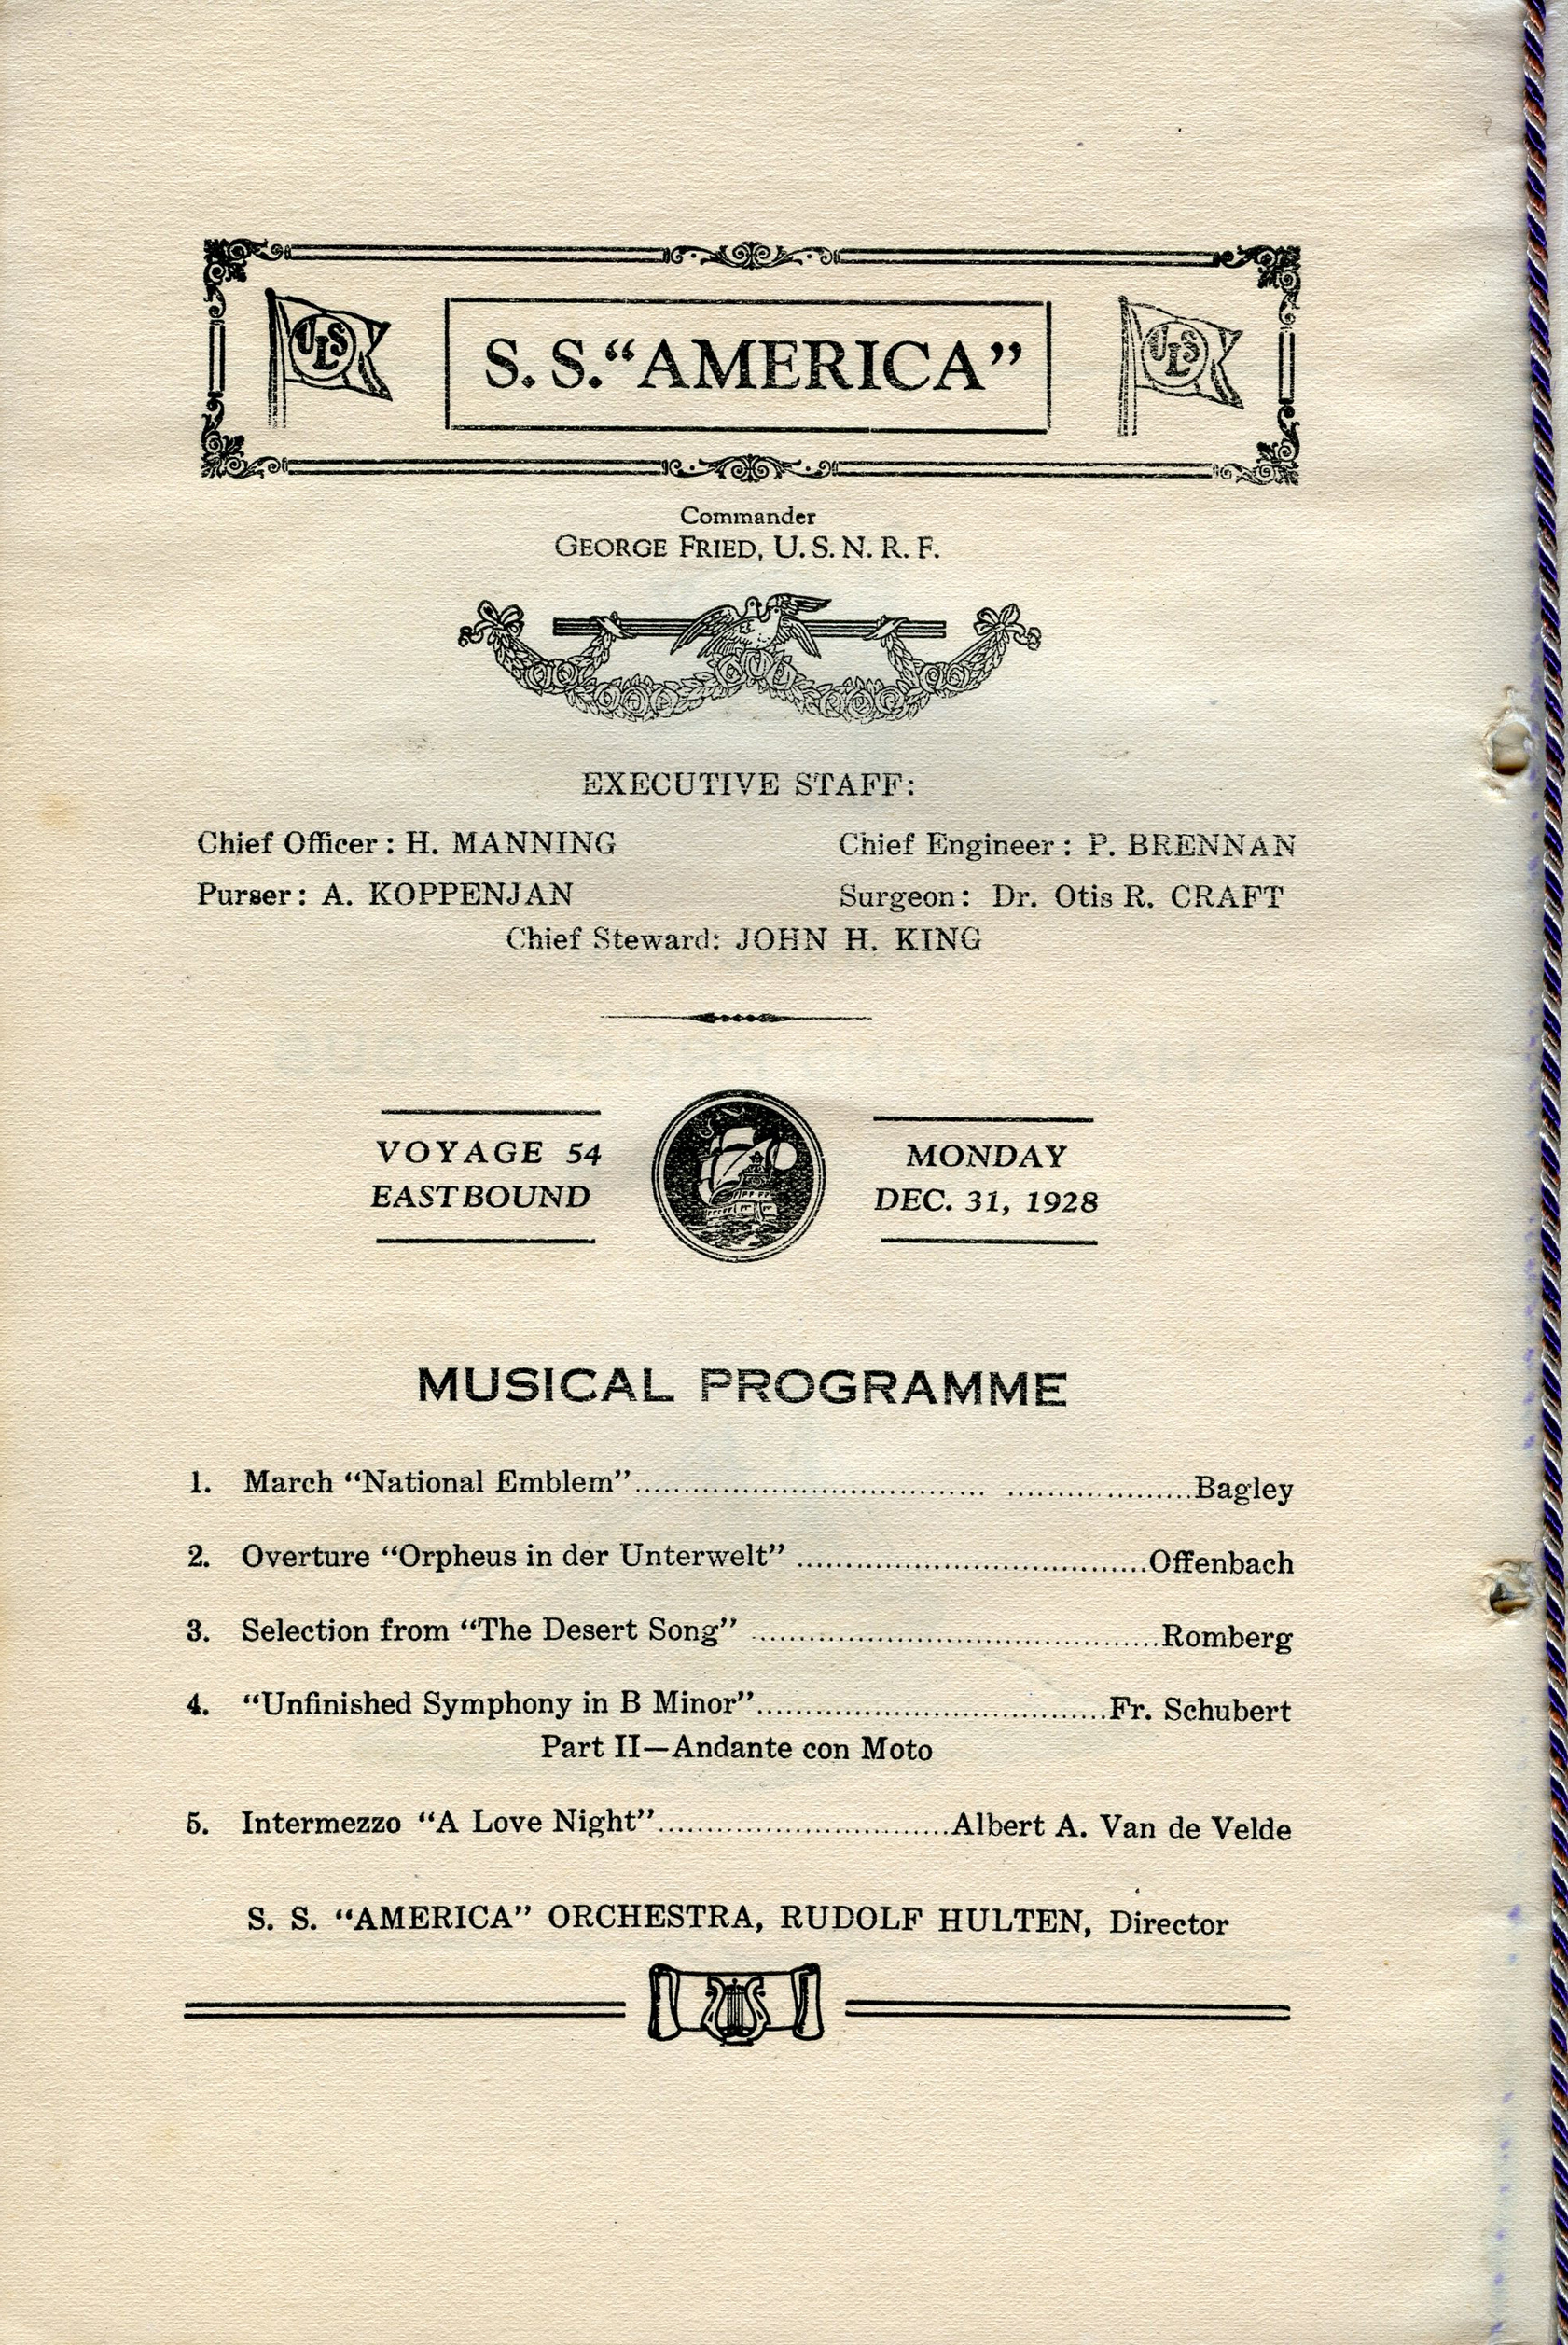 ULS
S. S. “AMERICA”
ULS
Commander
GEORGE FRIED, U. S. N. R. F.
EXECUTIVE STAFF:
Chief Officer : H. MANNING
Chief Engineer : P. BRENNAN
Purser : A. KOPPENJAN
Surgeon : Dr. Otis R. CRAFT
Chief Steward: JOHN H. KING
VOYAGE 54
EASTBOUND
MONDAY
DEC. 31, 1928
MUSICAL PROGRAMME
1. March “National Emblem”........................................................Bagley
2. Overture “Orpheus in der Unterwelt” ....................................Offenbach
3. Selection from “The Desert Song” ..........................................Romberg
4. “Unfinished Symphony in B Minor”....................................Fr. Schubert
Part II—Andante con Moto
5. Intermezzo “A Love Night”..............................Albert A. Van de Velde
S. S. “AMERICA” ORCHESTRA, RUDOLF HULTEN, Director